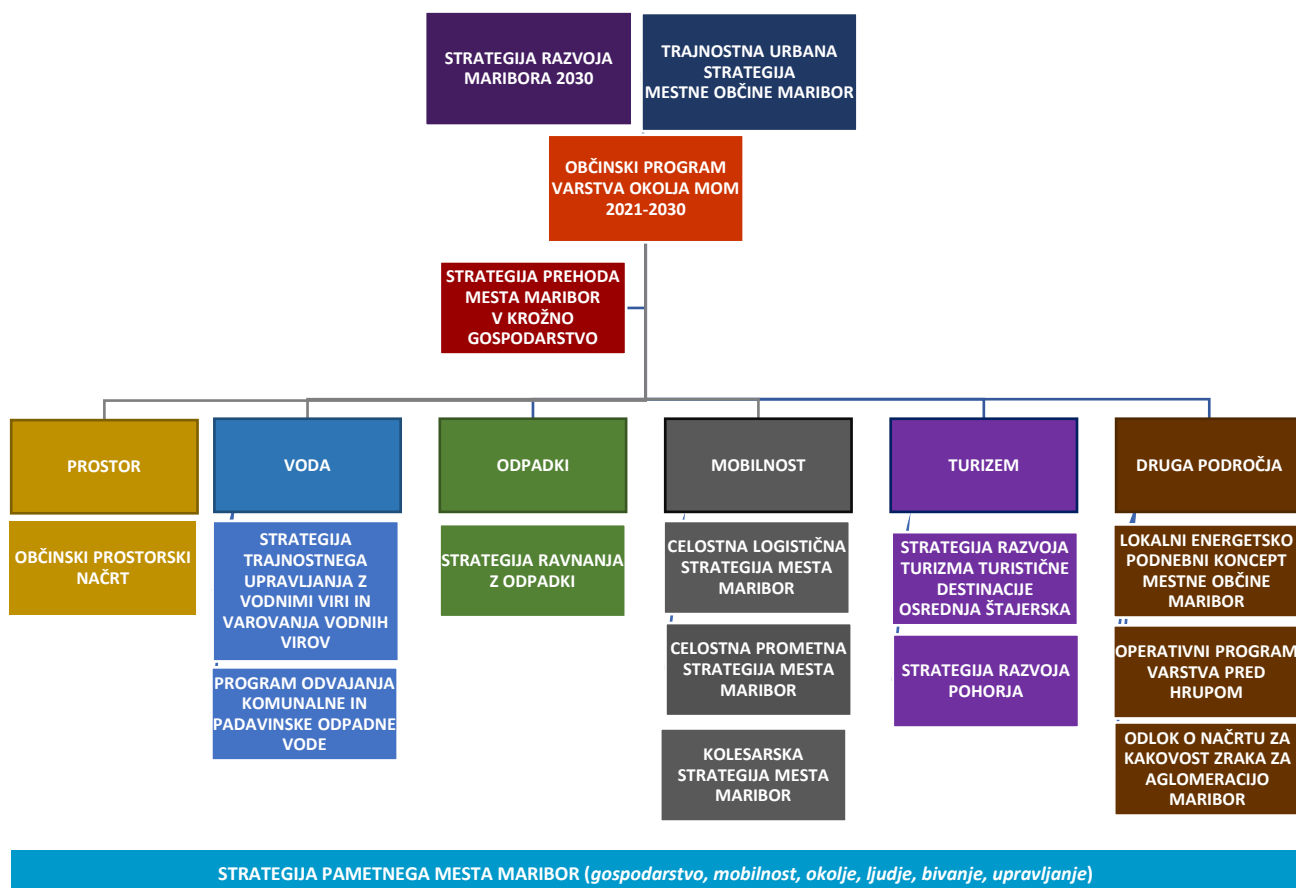 STRATEGIJA RAZVOJA
MARIBORA 2030
TRAJNOSTNA URBANA
STRATEGIJA
MESTNE OBČINE MARIBOR
OBČINSKI PROGRAM
VARSTVA OKOLJA MOM
2021-2030
STRATEGIJA PREHODA
MESTA MARIBOR
V KROŽNO
GOSPODARSTVO
PROSTOR
VODA
ODPADKI
MOBILNOST
TURIZEM
DRUGA PODROČJA
OBČINSKI PROSTORSKI
NAČRT
STRATEGIJA
TRAJNOSTNEGA
UPRAVLJANJA Z
VODNIMI VIRI IN
VAROVANJA VODNIH
VIROV
PROGRAM ODVAJANJA
KOMUNALNE IN
PADAVINSKE ODPADNE
VODE
STRATEGIJA RAVNANJA
Z ODPADKI
CELOSTNA LOGISTIČNA
STRATEGIJA MESTA
MARIBOR
CELOSTNA PROMETNA
STRATEGIJA MESTA
MARIBOR
KOLESARSKA
STRATEGIJA MESTA
MARIBOR
STRATEGIJA RAZVOJA
TURIZMA TURISTIČNE
DESTINACIJE
OSREDNJA ŠTAJERSKA
STRATEGIJA RAZVOJA
POHORJA
LOKALNI ENERGETSKO
PODNEBNI KONCEPT
MESTNE OBČINE
MARIBOR
OPERATIVNI PROGRAM
VARSTVA PRED
HRUPOM
ODLOK O NAČRTU ZA
KAKOVOST ZRAKA ZA
AGLOMERACIJO
MARIBOR
STRATEGIJA PAMETNEGA MESTA MARIBOR (gospodarstvo, mobilnost, okolje, ljudje, bivanje, upravljanje)